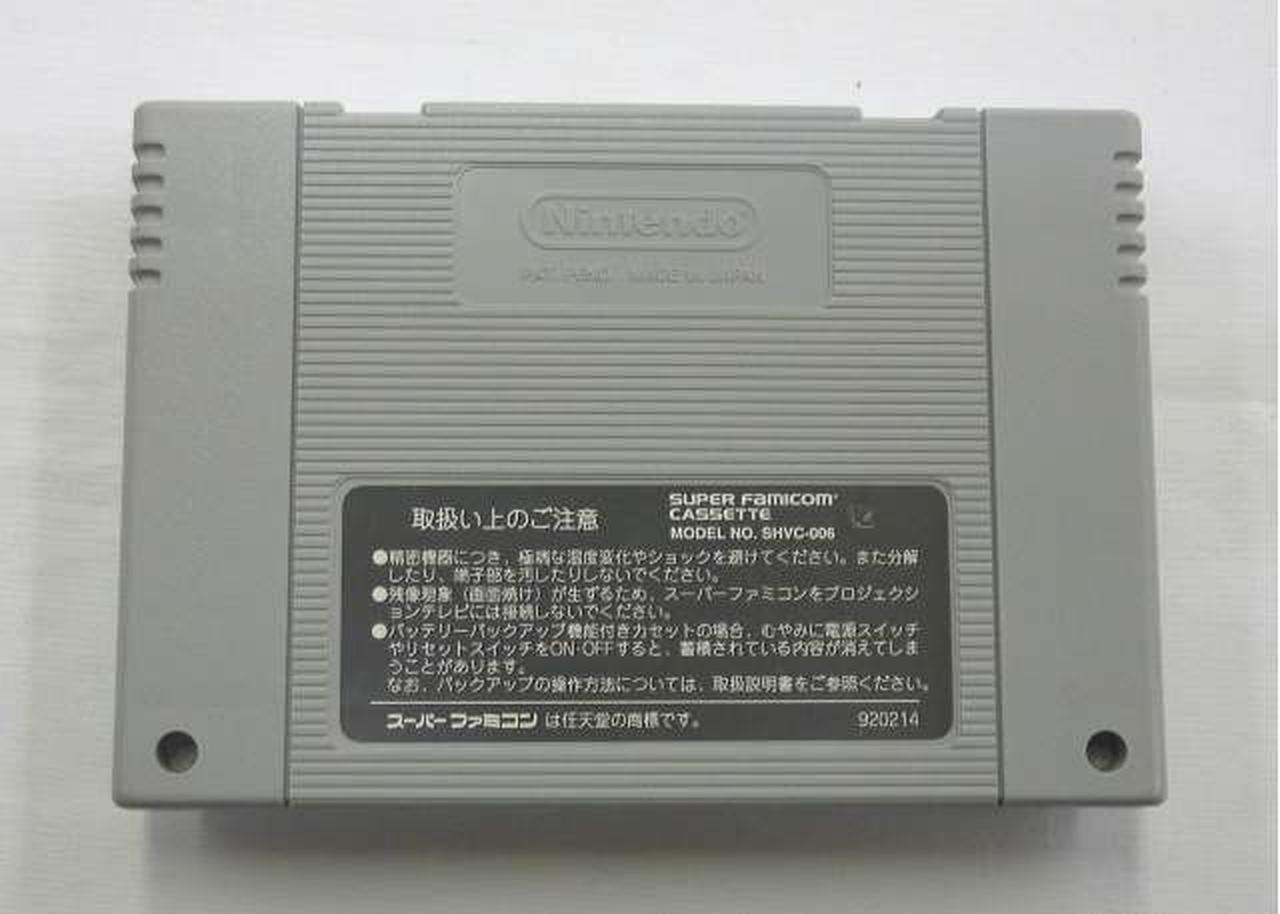 Nintendo
PAT. PEND. MADE IN JAPAN
取扱い上のご注意
SUPER FAMICOM
CASSETTE
MODEL NO. SHVC-006
●精密機器につき，極端な温度変化やショックを避けてください。また分解
したり，端子部を汚したりしないでください。
●残像現象（画面焼け）が生ずるため，スーパーファミコンをプロジェクシ
ョンテレビには接続しないでください。
●バッテリーバックアップ機能付きカセットの場合，むやみに電源スイッチ
やリセットスイッチをON・OFFすると，蓄積されている内容が消えてしま
うことがあります。
なお，バックアップの操作方法については，取扱説明書をご参照ください。
スーパーファミコンは任天堂の商標です。
920214